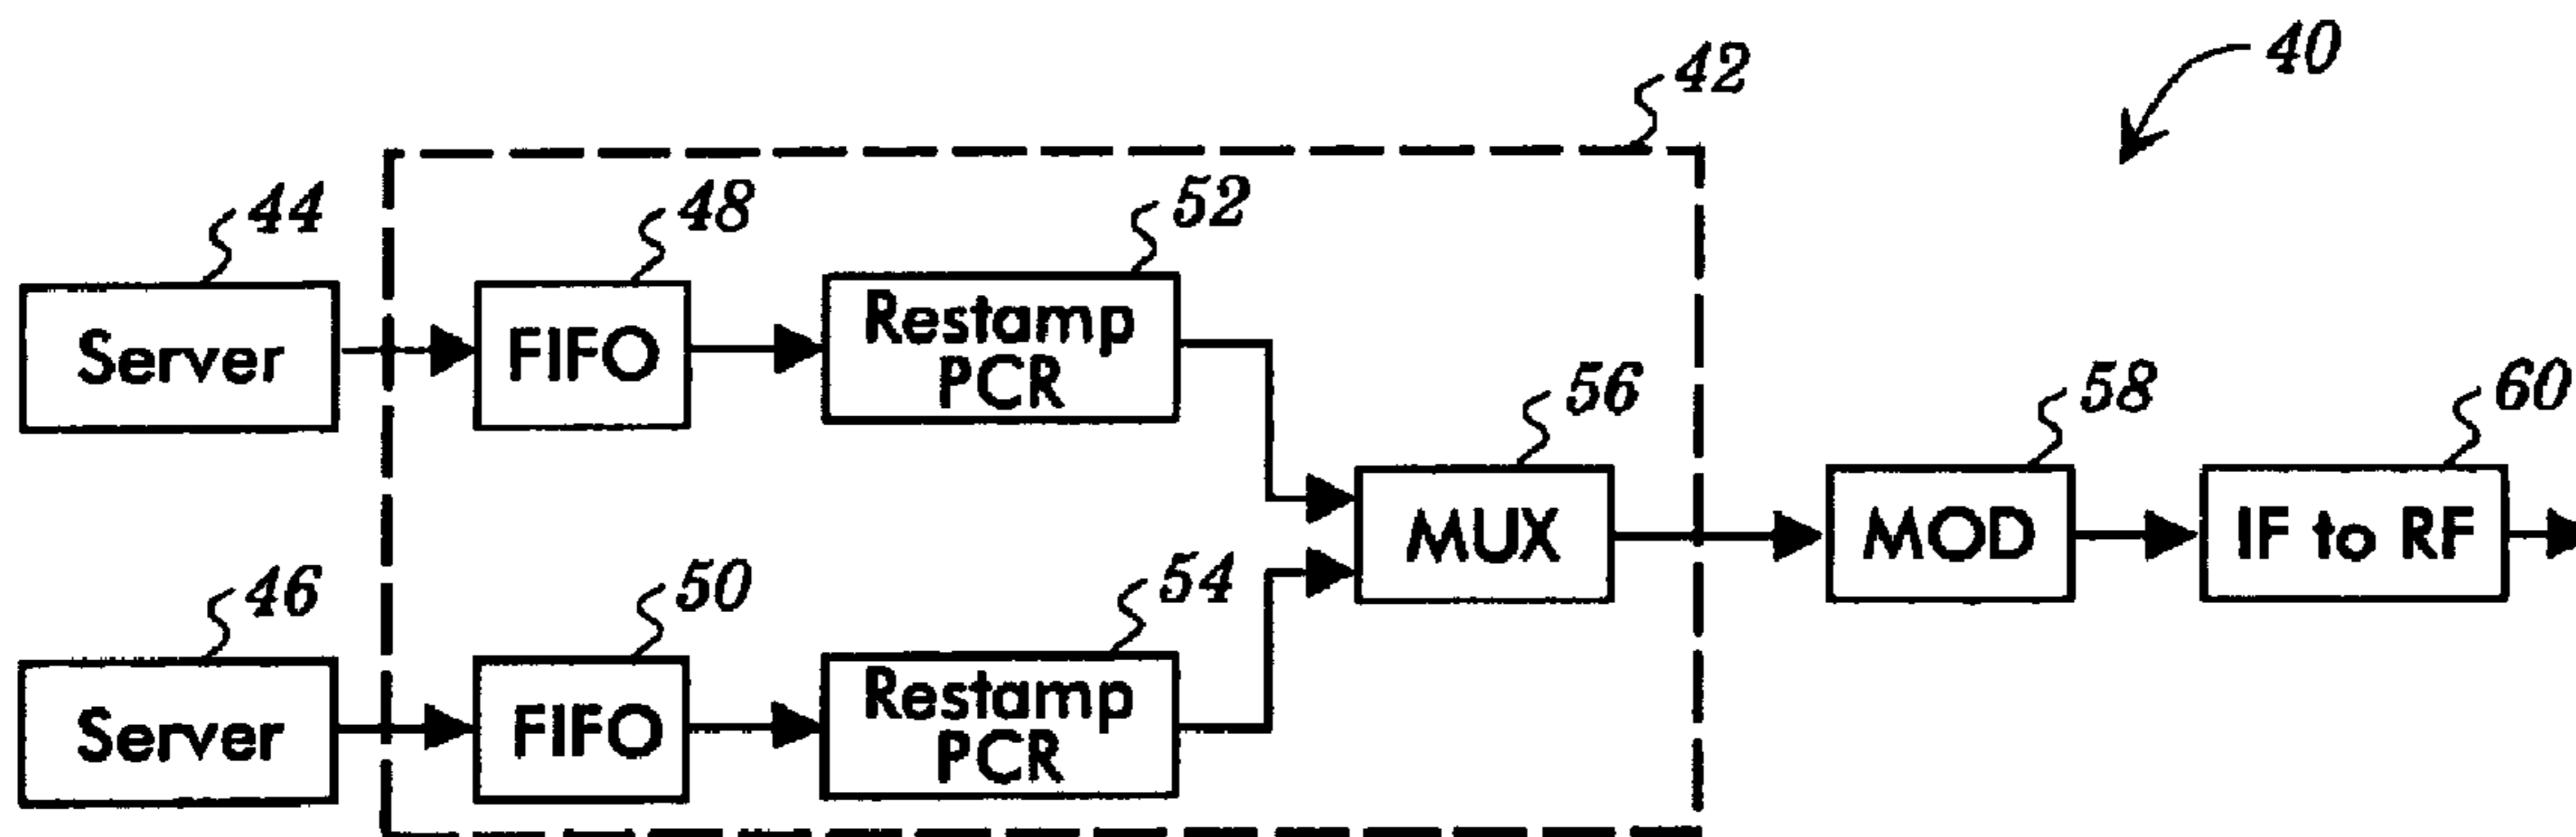 40
42
44
48
52
Server
FIFO
Restamp
PCR
56
58
60
MUX
MOD
IF to RF
46
50
54
Server
FIFO
Restamp
PCR